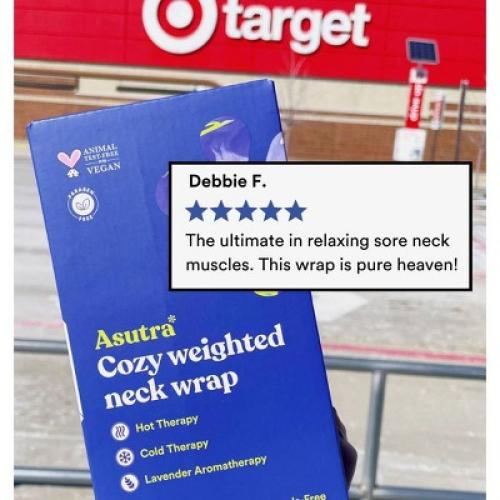 target
ANIMAL
TEST-FREE
VEGAN
PARABEN
FREE
Debbie F.
The ultimate in relaxing sore neck
muscles. This wrap is pure heaven!
Asutra*
Cozy weighted
neck wrap
Hot Therapy
Cold Therapy
Lavender Aromatherapy